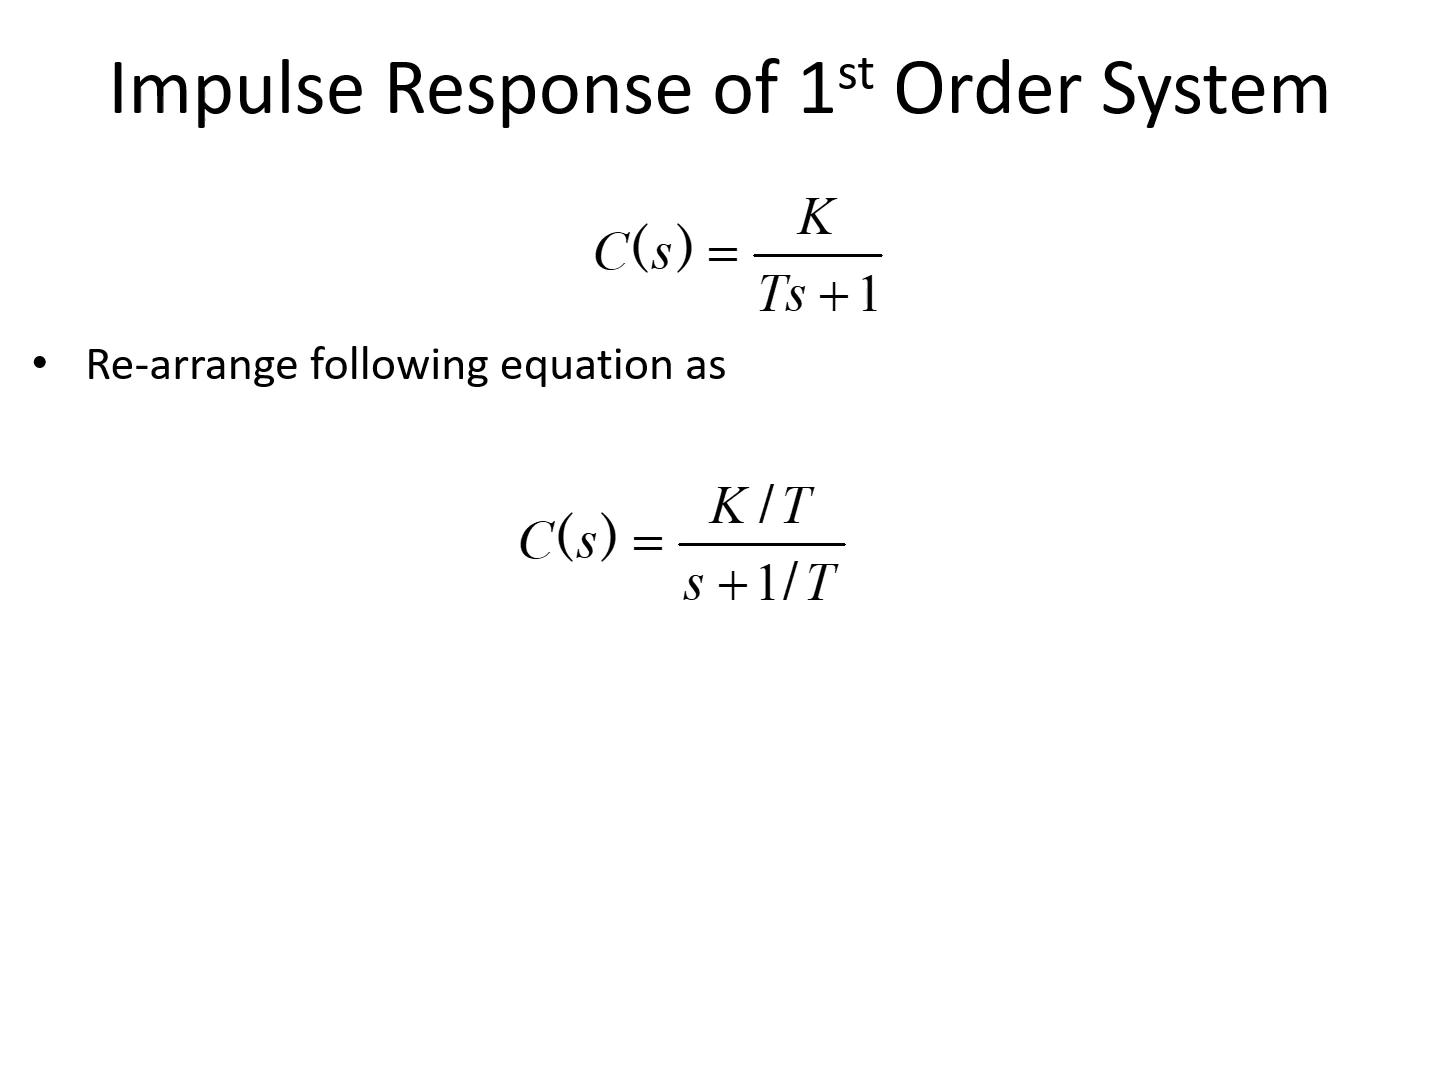 Impulse Response of 1st Order System
C(s) = K / Ts + 1
• Re-arrange following equation as
C(s) = K / T / s + 1/ T